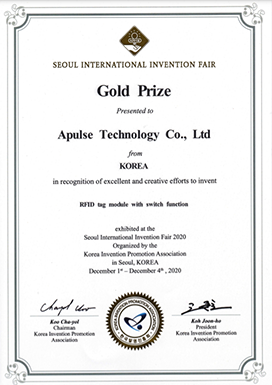 SEOUL INTERNATIONAL INVENTION FAIR
Gold Prize
Presented to
Apulse Technology Co., Ltd
from
KOREA
in recognition of excellent and creative efforts to invent
RFID tag module with switch function
exhibited at the
Seoul International Invention Fair 2020
Organized by the
Korea Invention Promotion Association
in Seoul, KOREA
December 1st – December 4th , 2020
Koo Cha-yol
Chairman
Korea Invention Promotion
Association
Koh Joon-ho
President
Korea Invention Promotion
Association